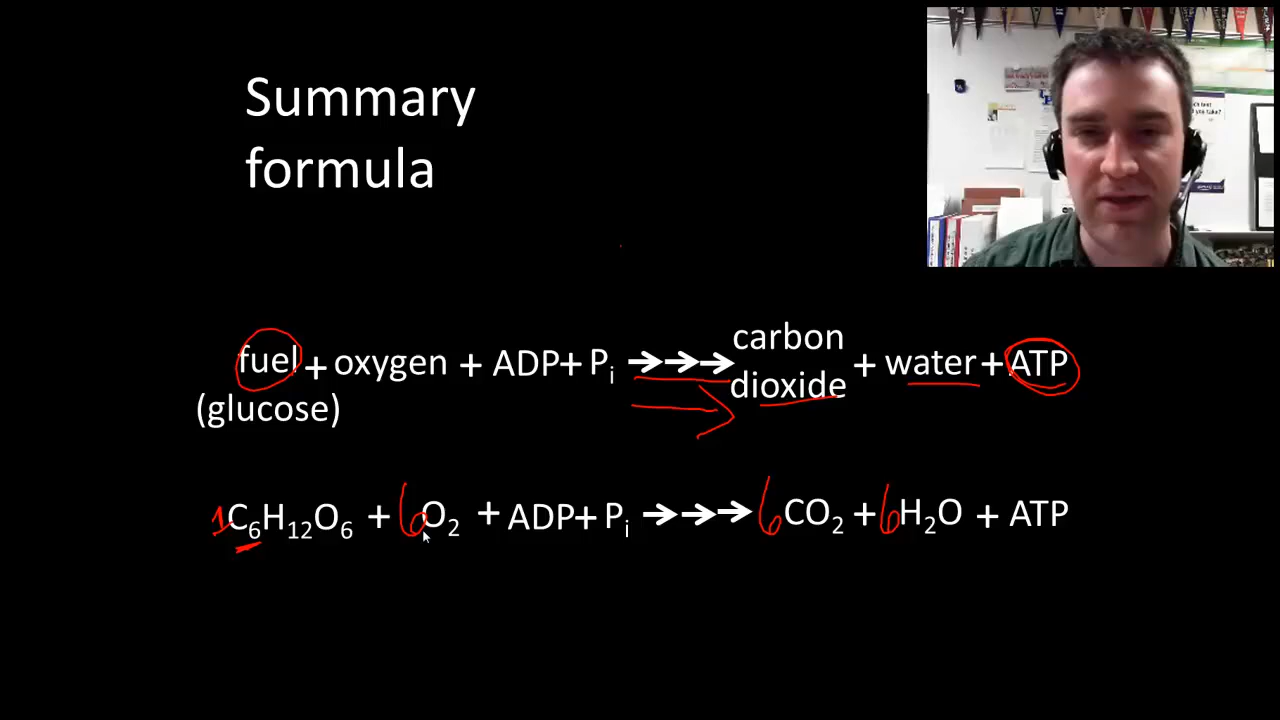 Summary
formula
fuel + oxygen + ADP+ Pi →→→ carbon dioxide + water +ATP
(glucose)
1C6H12O6 + 6O2 + ADP+ Pi →→→ 6CO2 +6H2O + ATP